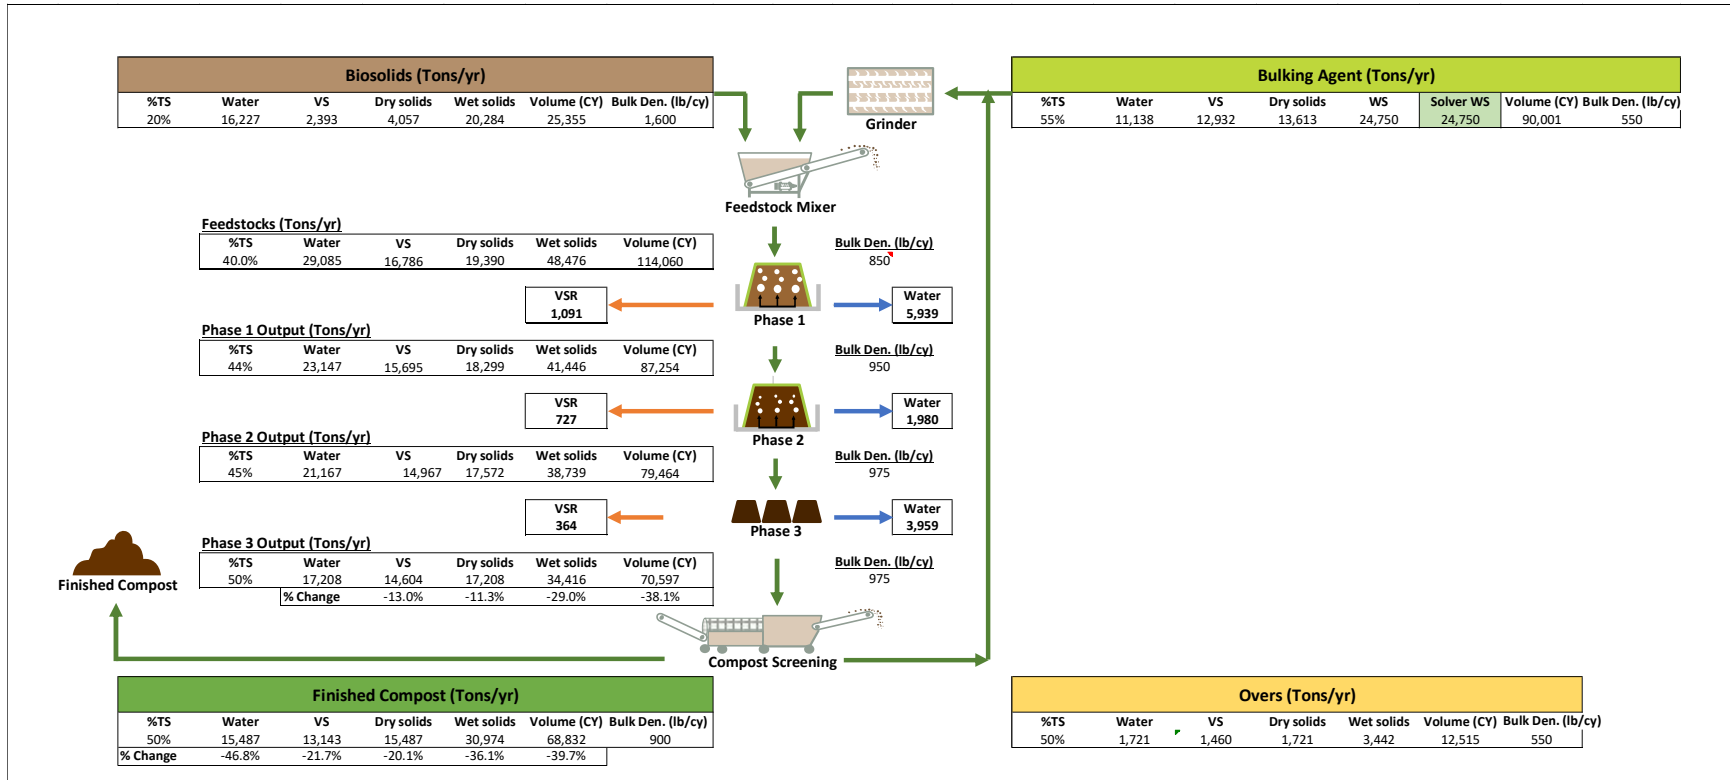 Biosolids (Tons/yr)
%TS Water VS Dry solids Wet solids Volume (CY) Bulk Den. (lb/cy)
20% 16,227 2,393 4,057 20,284 25,355 1,600
Grinder
Bulking Agent (Tons/yr)
%TS Water VS Dry solids WS Solver WS Volume (CY) Bulk Den. (lb/cy)
55% 11,138 12,932 13,613 24,750 24,750 90,001 550
Feedstock Mixer
Feedstocks (Tons/yr)
%TS Water VS Dry solids Wet solids Volume (CY)
40.0% 29,085 16,786 19,390 48,476 114,060
Bulk Den. (lb/cy)
850
VSR
1,091
Phase 1
Water
5,939
Phase 1 Output (Tons/yr)
%TS Water VS Dry solids Wet solids Volume (CY)
44% 23,147 15,695 18,299 41,446 87,254
Bulk Den. (lb/cy)
950
VSR
727
Phase 2
Water
1,980
Phase 2 Output (Tons/yr)
%TS Water VS Dry solids Wet solids Volume (CY)
45% 21,167 14,967 17,572 38,739 79,464
Bulk Den. (lb/cy)
975
VSR
364
Phase 3
Water
3,959
Phase 3 Output (Tons/yr)
%TS Water VS Dry solids Wet solids Volume (CY)
50% 17,208 14,604 17,208 34,416 70,597
% Change -13.0% -11.3% -29.0% -38.1%
Bulk Den. (lb/cy)
975
Finished Compost
Compost Screening
Finished Compost (Tons/yr)
%TS Water VS Dry solids Wet solids Volume (CY) Bulk Den. (lb/cy)
50% 15,487 13,143 15,487 30,974 68,832 900
% Change -46.8% -21.7% -20.1% -36.1% -39.7%
Overs (Tons/yr)
%TS Water VS Dry solids Wet solids Volume (CY) Bulk Den. (lb/cy)
50% 1,721 1,460 1,721 3,442 12,515 550